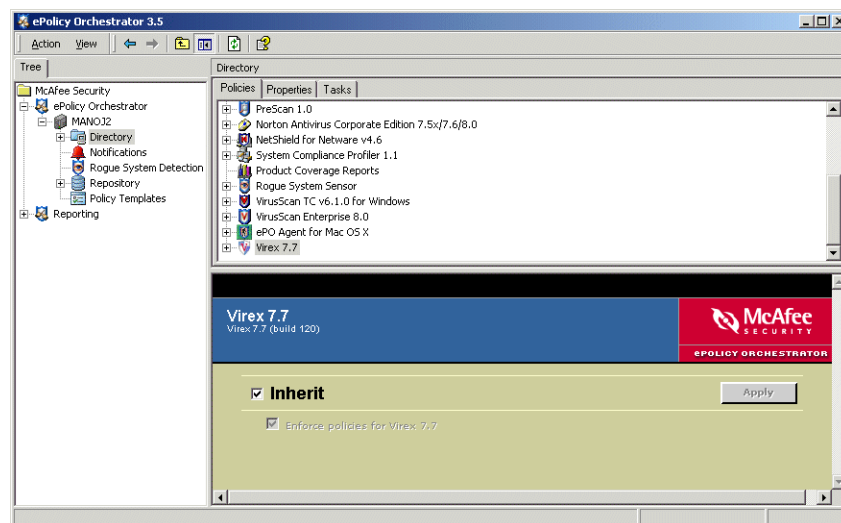 ePolicy Orchestrator 3.5
Action View
Tree
Directory
McAfee Security
ePolicy Orchestrator
MANOJ2
Directory
Notifications
Rogue System Detection
Repository
Policy Templates
Reporting
Policies Properties Tasks
PreScan 1.0
Norton Antivirus Corporate Edition 7.5x/7.6/8.0
NetShield for Netware v4.6
System Compliance Profiler 1.1
Product Coverage Reports
Rogue System Sensor
VirusScan TC v6.1.0 for Windows
VirusScan Enterprise 8.0
ePO Agent for Mac OS X
Virex 7.7
Virex 7.7
Virex 7.7 (build 120)
McAfee
SECURITY
ePOLICY ORCHESTRATOR
Inherit
Apply
Enforce policies for Virex 7.7